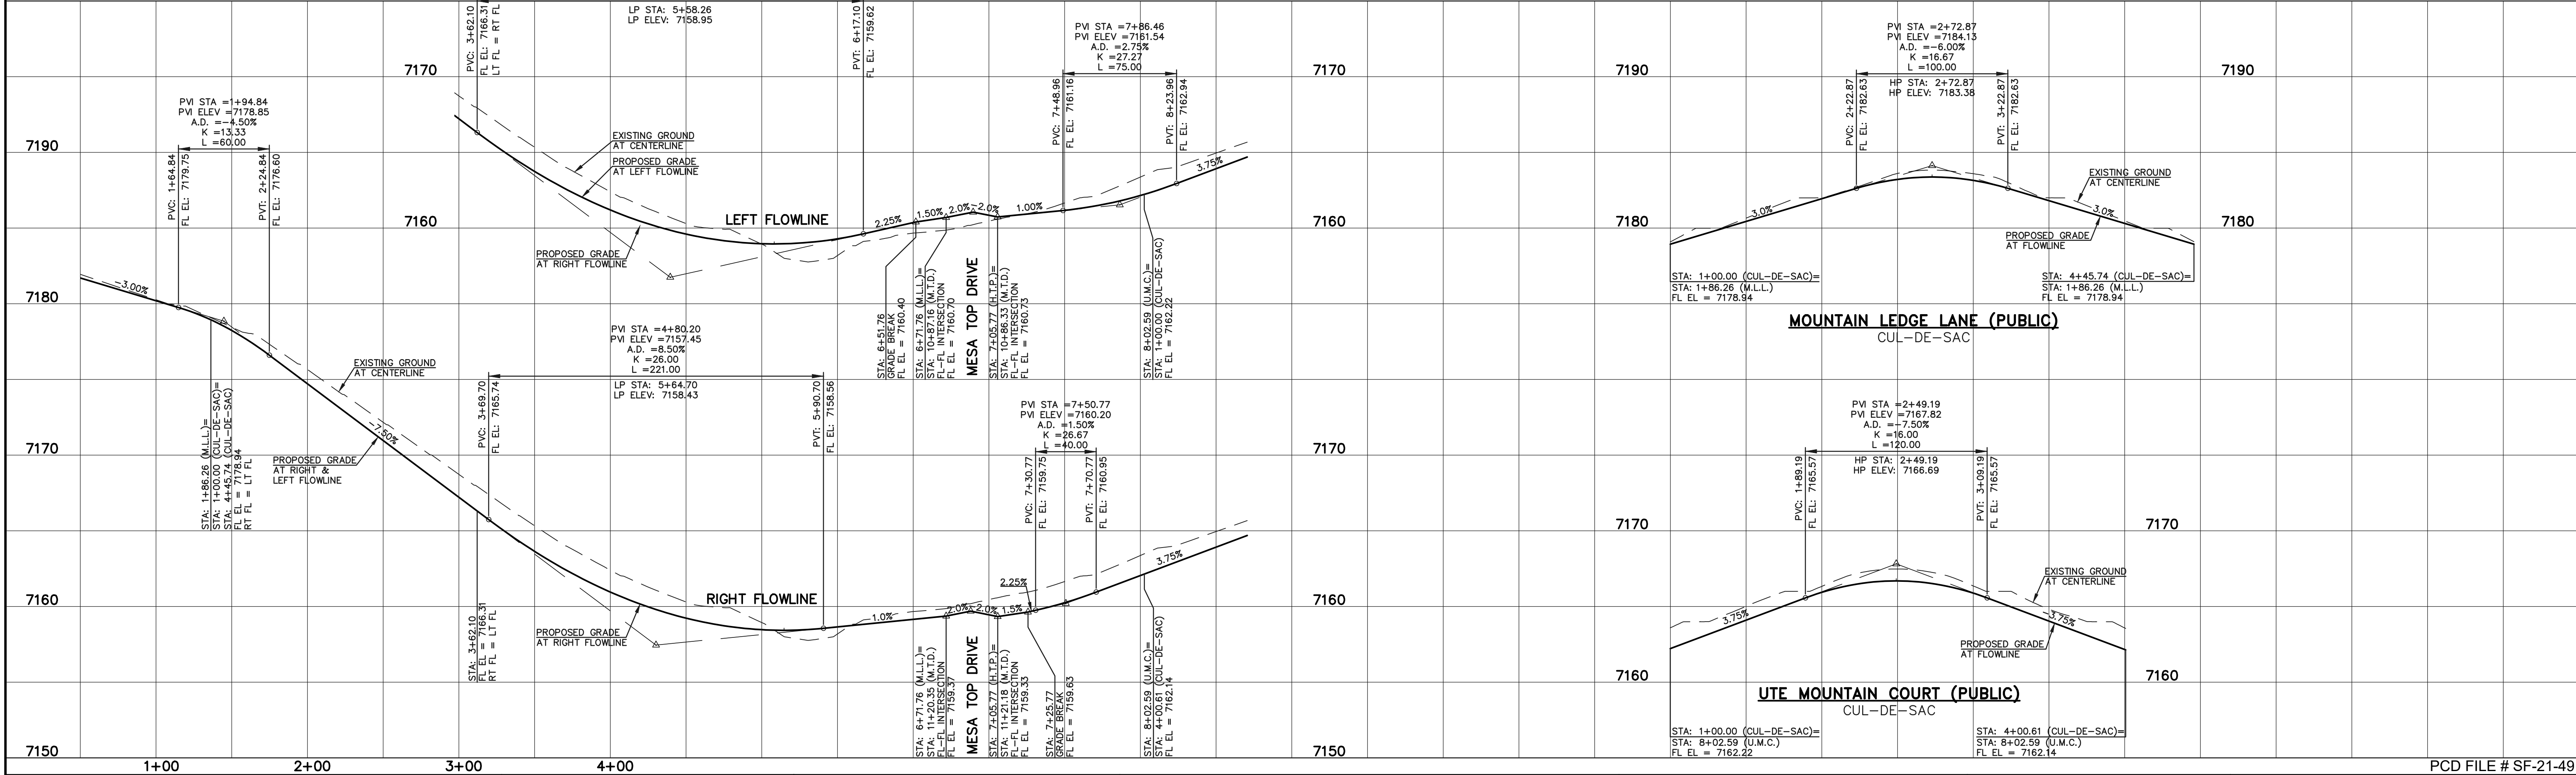 PVC: 3+62.10
FL EL: 7166.31
LT FL = RT FL
LP STA: 5+58.26
LP ELEV: 7158.95
PVT: 6+17.10
FL EL: 7159.62
PVI STA =7+86.46
PVI ELEV =7161.54
A.D. =2.75%
K =27.27
L =75.00
PVC: 7+48.96
FL EL: 7161.16
PVT: 8+23.96
FL EL: 7162.94
7170
7170
PVI STA =1+94.84
PVI ELEV =7178.85
A.D. =-4.50%
K =13.33
L =60.00
PVC: 1+64.84
FL EL: 7179.75
PVT: 2+24.84
FL EL: 7176.60
7190
EXISTING GROUND
AT CENTERLINE
PROPOSED GRADE
AT LEFT FLOWLINE
7160
LEFT FLOWLINE
PROPOSED GRADE
AT RIGHT FLOWLINE
2.25%
1.50%
2.0%
-2.0%
1.00%
3.75%
7160
STA: 6+51.76
GRADE BREAK
FL EL = 7160.40
STA: 6+71.76 (M.L.L.)=
STA: 10+87.16 (M.T.D.)
FL-FL INTERSECTION
FL EL = 7160.70
MESA TOP DRIVE
STA: 7+05.77 (H.T.P.)=
STA: 10+86.33 (M.T.D.)
FL-FL INTERSECTION
FL EL = 7160.73
STA: 8+02.59 (U.M.C.)=
STA: 1+00.00 (CUL-DE-SAC)
FL EL = 7162.22
7180
-3.00%
STA: 1+86.26 (M.L.L.)=
STA: 1+00.00 (CUL-DE-SAC)=
STA: 4+45.74 (CUL-DE-SAC)
FL EL = 7178.94
RT FL = LT FL
EXISTING GROUND
AT CENTERLINE
-7.50%
PROPOSED GRADE
AT RIGHT &
LEFT FLOWLINE
7170
PVI STA =4+80.20
PVI ELEV =7157.45
A.D. =8.50%
K =26.00
L =221.00
LP STA: 5+64.70
LP ELEV: 7158.43
PVC: 3+69.70
FL EL: 7165.74
PVT: 5+90.70
FL EL: 7158.56
PVI STA =7+50.77
PVI ELEV =7160.20
A.D. =1.50%
K =26.67
L =40.00
PVC: 7+30.77
FL EL: 7159.75
PVT: 7+70.77
FL EL: 7160.95
7170
7160
STA: 3+62.10
FL EL = 7166.31
RT FL = LT FL
RIGHT FLOWLINE
PROPOSED GRADE
AT RIGHT FLOWLINE
1.0%
2.0%
-2.0%
1.5%
2.25%
3.75%
7160
STA: 6+71.76 (M.L.L.)=
STA: 11+20.35 (M.T.D.)
FL-FL INTERSECTION
FL EL = 7159.37
MESA TOP DRIVE
STA: 7+05.77 (H.T.P.)=
STA: 11+21.18 (M.T.D.)
FL-FL INTERSECTION
FL EL = 7159.33
STA: 7+25.77
GRADE BREAK
FL EL = 7159.63
STA: 8+02.59 (U.M.C.)=
STA: 4+00.61 (CUL-DE-SAC)
FL EL = 7162.14
7150
7150
1+00
2+00
3+00
4+00
7190
7190
PVI STA =2+72.87
PVI ELEV =7184.13
A.D. =-6.00%
K =16.67
L =100.00
HP STA: 2+72.87
HP ELEV: 7183.38
PVC: 2+22.87
FL EL: 7182.63
PVT: 3+22.87
FL EL: 7182.63
EXISTING GROUND
AT CENTERLINE
7180
3.0%
-3.0%
7180
PROPOSED GRADE
AT FLOWLINE
STA: 1+00.00 (CUL-DE-SAC)=
STA: 1+86.26 (M.L.L.)
FL EL = 7178.94
STA: 4+45.74 (CUL-DE-SAC)=
STA: 1+86.26 (M.L.L.)
FL EL = 7178.94
MOUNTAIN LEDGE LANE (PUBLIC)
CUL-DE-SAC
PVI STA =2+49.19
PVI ELEV =7167.82
A.D. =-7.50%
K =16.00
L =120.00
HP STA: 2+49.19
HP ELEV: 7166.69
PVC: 1+89.19
FL EL: 7165.57
PVT: 3+09.19
FL EL: 7165.57
7170
7170
EXISTING GROUND
AT CENTERLINE
3.75%
-3.75%
PROPOSED GRADE
AT FLOWLINE
7160
7160
UTE MOUNTAIN COURT (PUBLIC)
CUL-DE-SAC
STA: 1+00.00 (CUL-DE-SAC)=
STA: 8+02.59 (U.M.C.)
FL EL = 7162.22
STA: 4+00.61 (CUL-DE-SAC)=
STA: 8+02.59 (U.M.C.)
FL EL = 7162.14
PCD FILE # SF-21-49